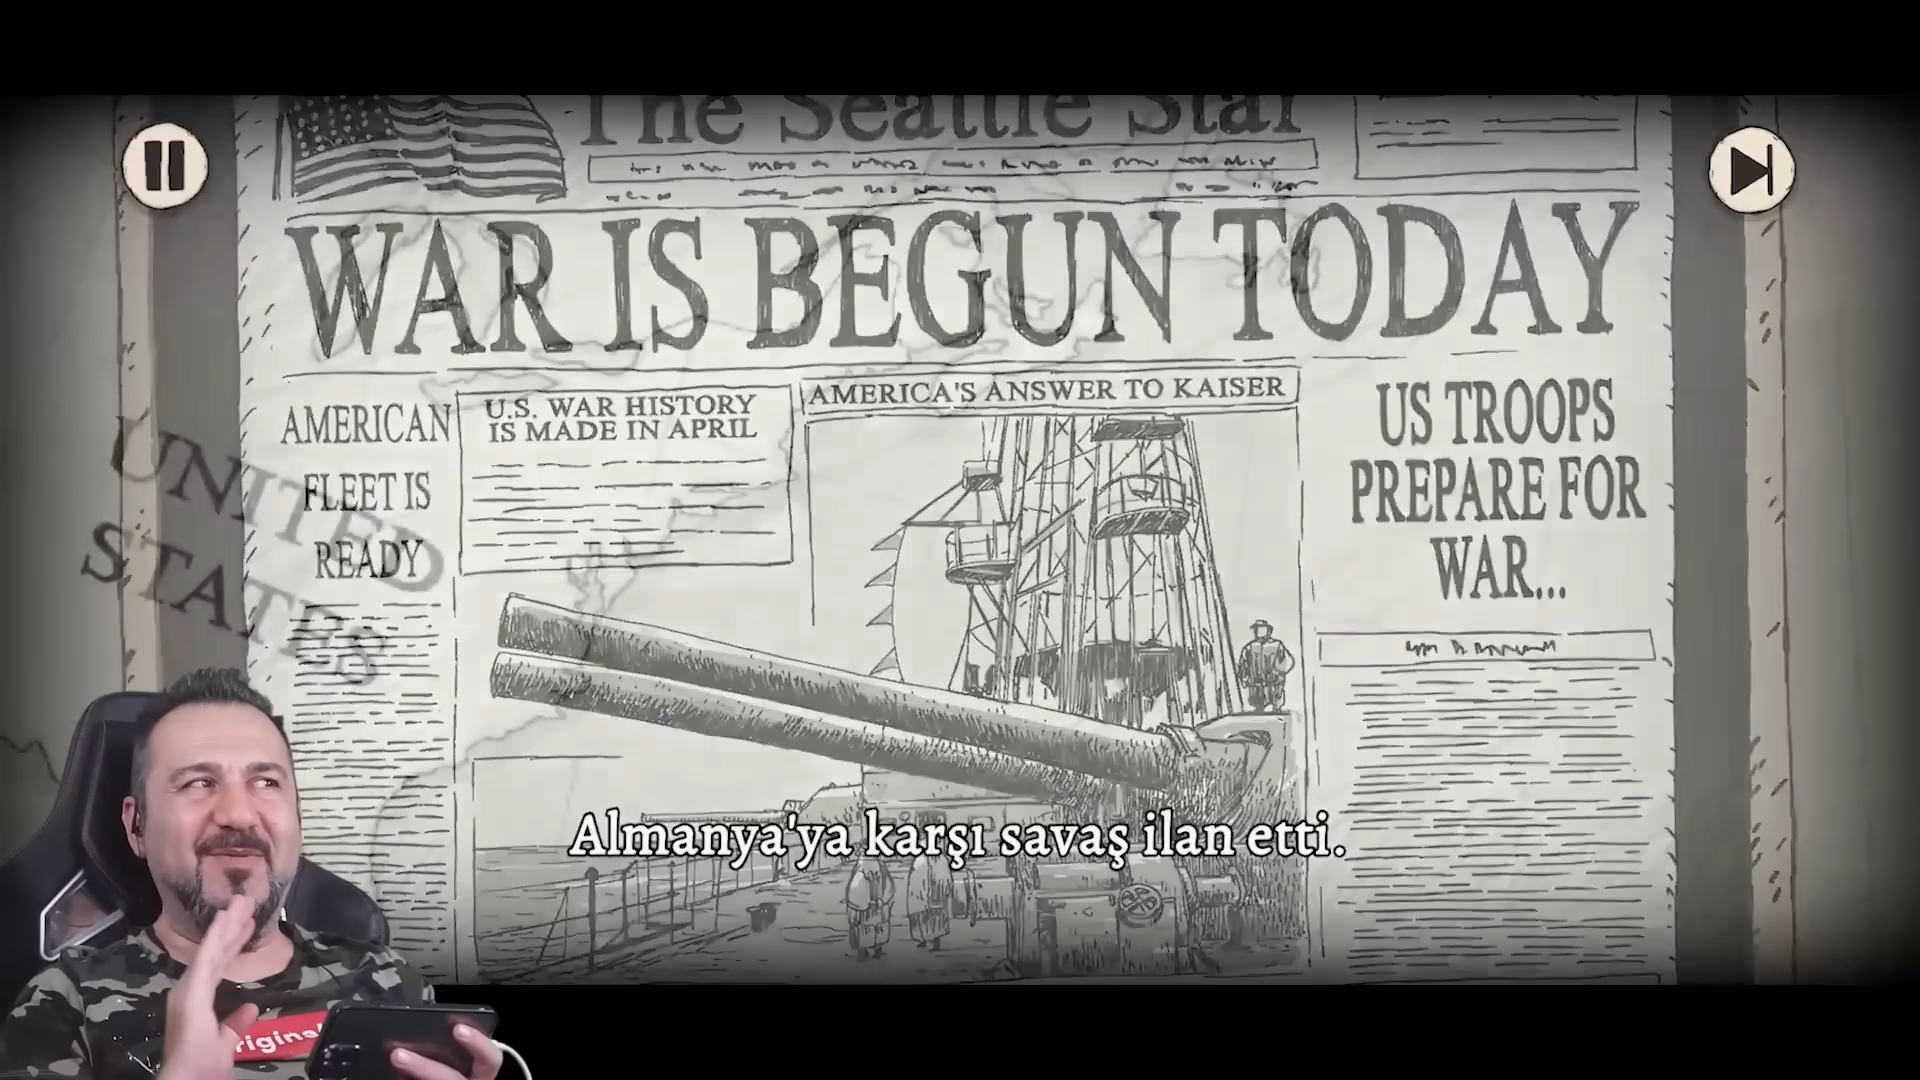 The Seattle Star
WAR IS BEGUN TODAY
AMERICAN
FLEET IS
READY
U.S. WAR HISTORY
IS MADE IN APRIL
AMERICA'S ANSWER TO KAISER
US TROOPS
PREPARE FOR
WAR...
UNITED
STATES
Almanya'ya karşı savaş ilan etti.
riginal